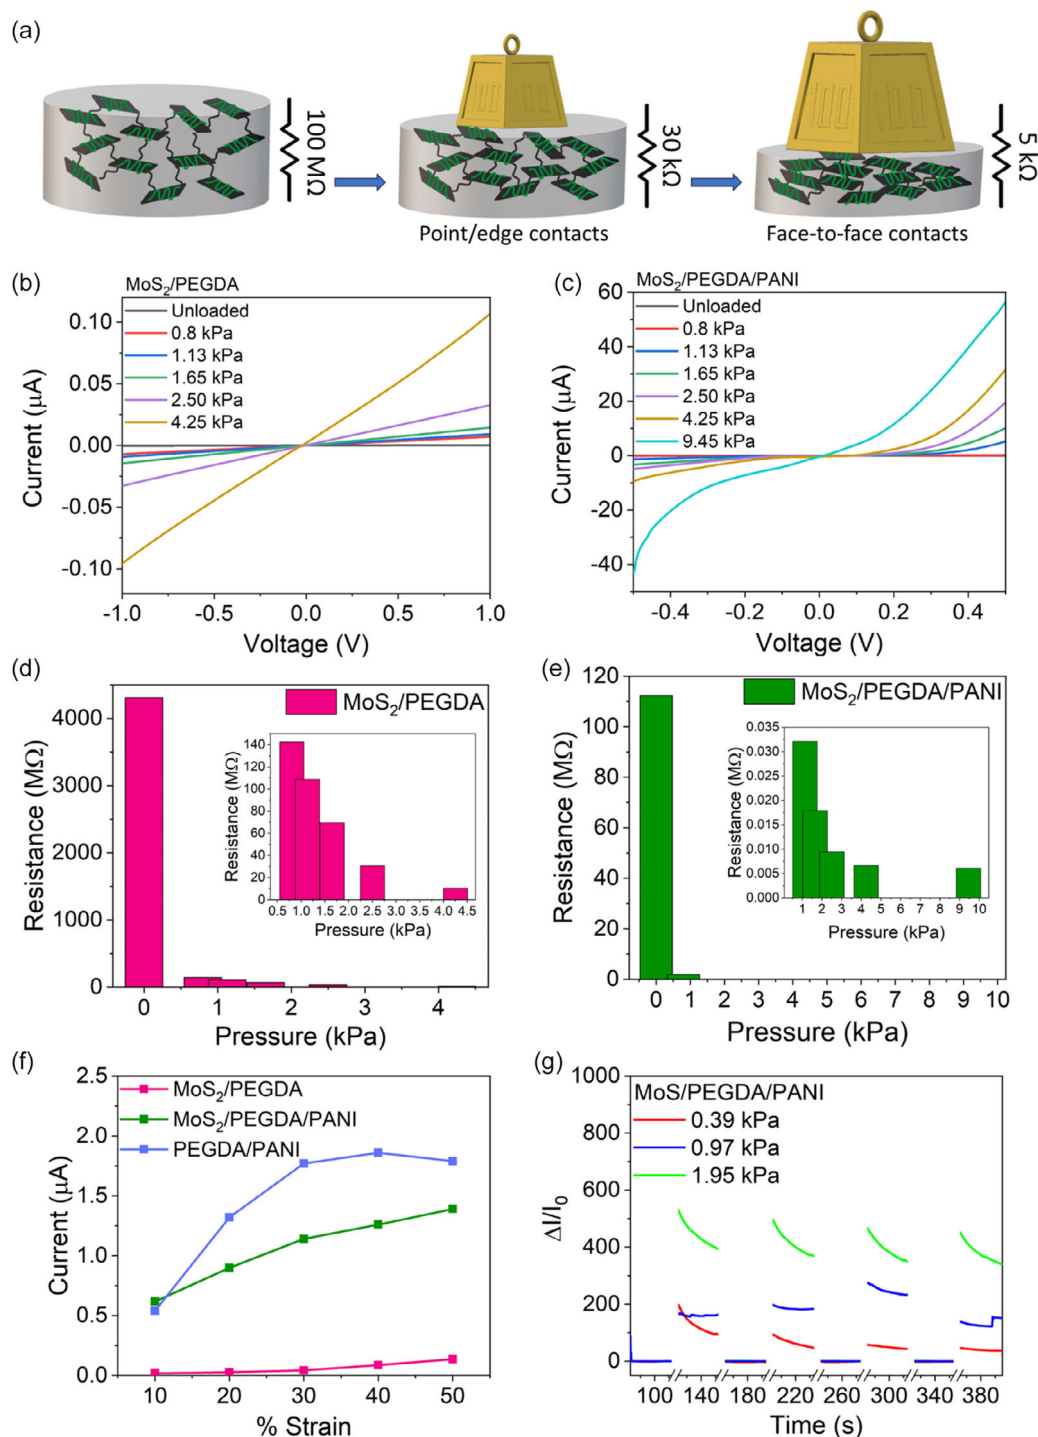 (a)
100 MΩ
30 kΩ
5 kΩ
Point/edge contacts
Face-to-face contacts
(b)
MoS2/PEGDA
Unloaded
0.8 kPa
1.13 kPa
1.65 kPa
2.50 kPa
4.25 kPa
0.10
0.05
0.00
-0.05
-0.10
Current (μA)
-1.0 -0.5 0.0 0.5 1.0
Voltage (V)
(c)
MoS2/PEGDA/PANI
Unloaded
0.8 kPa
1.13 kPa
1.65 kPa
2.50 kPa
4.25 kPa
9.45 kPa
60
40
20
0
-20
-40
Current (μA)
-0.4 -0.2 0.0 0.2 0.4
Voltage (V)
(d)
MoS2/PEGDA
4000
3000
2000
1000
0
Resistance (MΩ)
0 1 2 3 4
Pressure (kPa)
140
120
100
80
60
40
20
0
Resistance (MΩ)
0.5 1.0 1.5 2.0 2.5 3.0 3.5 4.0 4.5
Pressure (kPa)
(e)
MoS2/PEGDA/PANI
120
100
80
60
40
20
0
Resistance (MΩ)
0 1 2 3 4 5 6 7 8 9 10
Pressure (kPa)
0.035
0.030
0.025
0.020
0.015
0.010
0.005
0.000
Resistance (MΩ)
1 2 3 4 5 6 7 8 9 10
Pressure (kPa)
(f)
MoS2/PEGDA
MoS2/PEGDA/PANI
PEGDA/PANI
2.5
2.0
1.5
1.0
0.5
0.0
Current (μA)
10 20 30 40 50
% Strain
(g)
MoS/PEGDA/PANI
0.39 kPa
0.97 kPa
1.95 kPa
1000
800
600
400
200
0
ΔI/I0
100 140 180 220 260 300 340 380
Time (s)